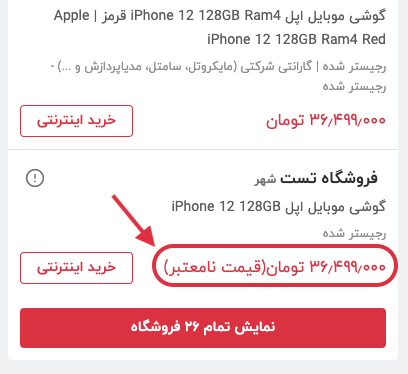 گوشی موبایل اپل iPhone 12 128GB Ram4 قرمز | Apple
iPhone 12 128GB Ram4 Red
رجیستر شده | گارانتی شرکتی (مایکروتل، سامتل، مدیاپردازش و ...) -
رجیستر شده
۳۶٫۴۹۹٫۰۰۰ تومان
خرید اینترنتی
فروشگاه تست شهر
گوشی موبایل اپل iPhone 12 128GB
رجیستر شده
۳۶٫۴۹۹٫۰۰۰ تومان(قیمت نامعتبر)
خرید اینترنتی
نمایش تمام ۲۶ فروشگاه